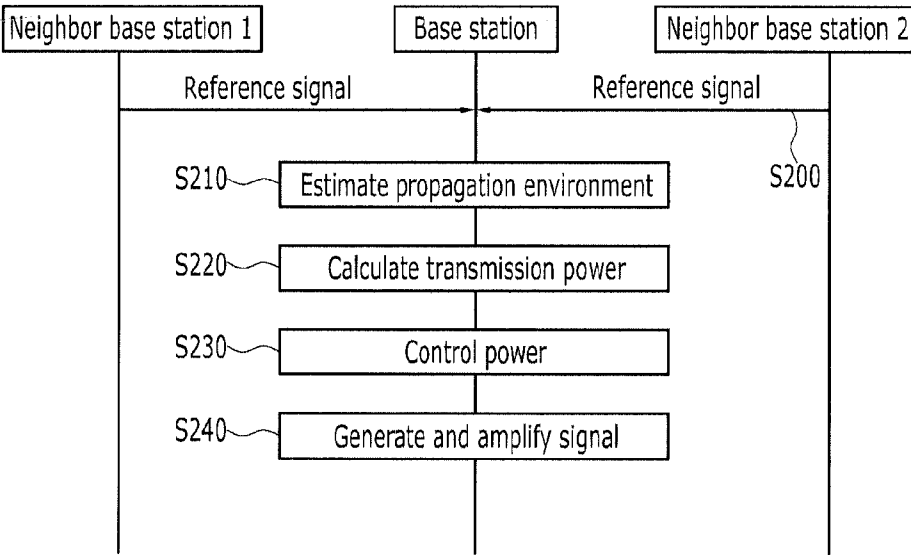 Neighbor base station 1
Base station
Neighbor base station 2
Reference signal
Reference signal
S200
S210
Estimate propagation environment
S220
Calculate transmission power
S230
Control power
S240
Generate and amplify signal